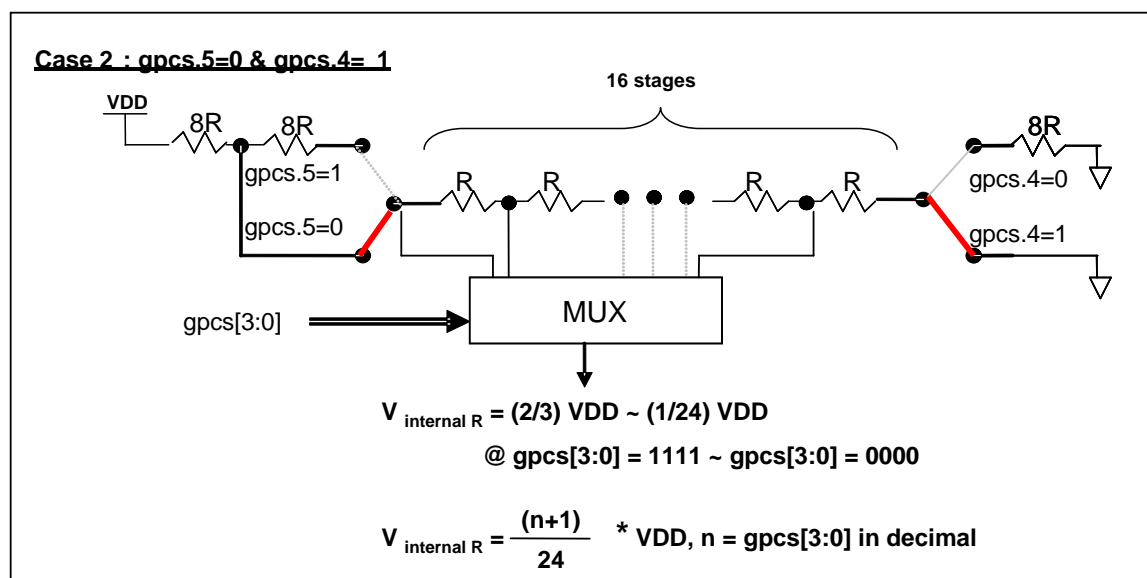 Case 2 : gpcs.5=0 & gpcs.4= 1
16 stages
VDD
8R
8R
8R
gpcs.5=1
R
R
R
R
gpcs.4=0
gpcs.5=0
gpcs.4=1
MUX
gpcs[3:0]
V internal R = (2/3) VDD ~ (1/24) VDD
@ gpcs[3:0] = 1111 ~ gpcs[3:0] = 0000
V internal R = (n+1) / 24 * VDD, n = gpcs[3:0] in decimal